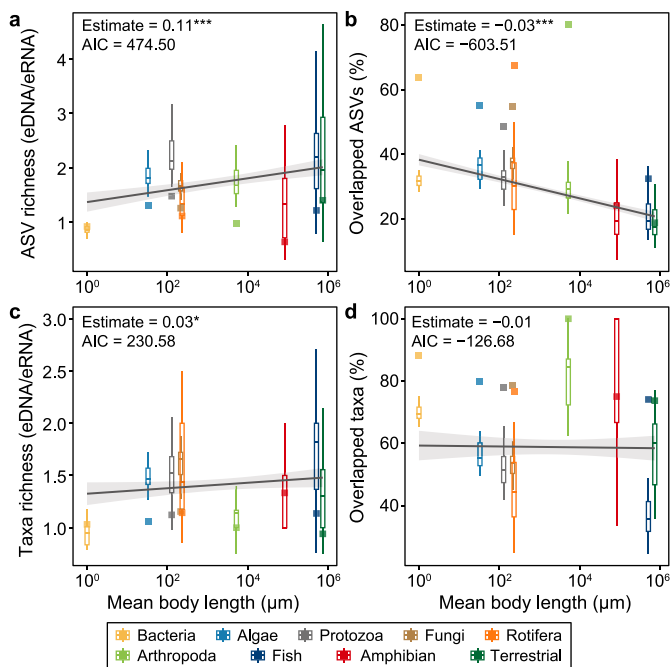 a
Estimate = 0.11***
AIC = 474.50
ASV richness (eDNA/eRNA)
4
3
2
1
10⁰ 10² 10⁴ 10⁶
b
Estimate = −0.03***
AIC = −603.51
Overlapped ASVs (%)
80
60
40
20
10⁰ 10² 10⁴ 10⁶
c
Estimate = 0.03*
AIC = 230.58
Taxa richness (eDNA/eRNA)
3.0
2.5
2.0
1.5
1.0
10⁰ 10² 10⁴ 10⁶
Mean body length (μm)
d
Estimate = −0.01
AIC = −126.68
Overlapped taxa (%)
100
80
60
40
10⁰ 10² 10⁴ 10⁶
Mean body length (μm)
Bacteria Algae Protozoa Fungi Rotifera
Arthropoda Fish Amphibian Terrestrial